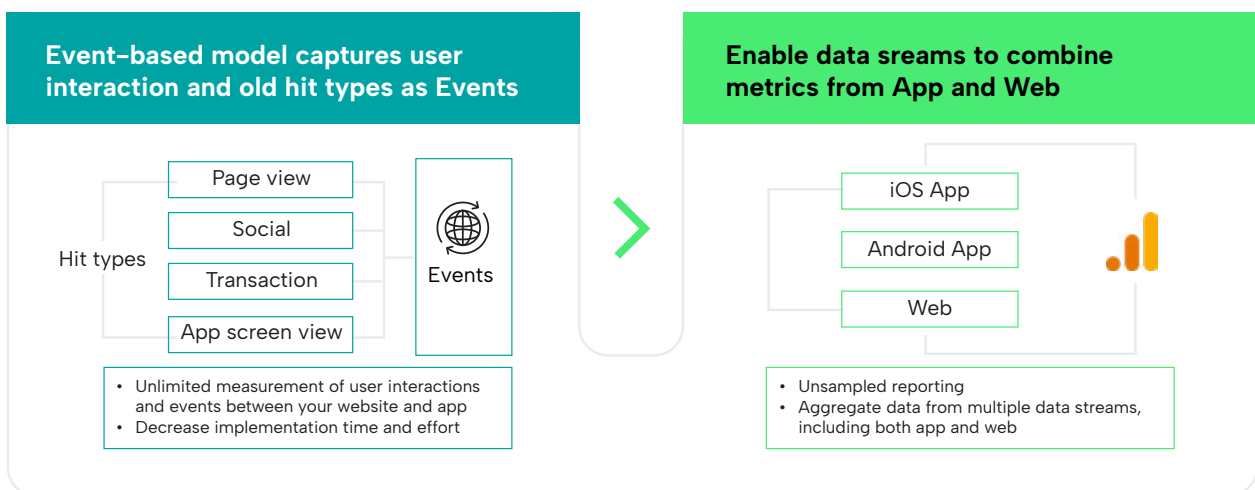 Event-based model captures user
interaction and old hit types as Events
Hit types
Page view
Social
Transaction
App screen view
Events
• Unlimited measurement of user interactions
and events between your website and app
• Decrease implementation time and effort
Enable data sreams to combine
metrics from App and Web
iOS App
Android App
Web
• Unsampled reporting
• Aggregate data from multiple data streams,
including both app and web